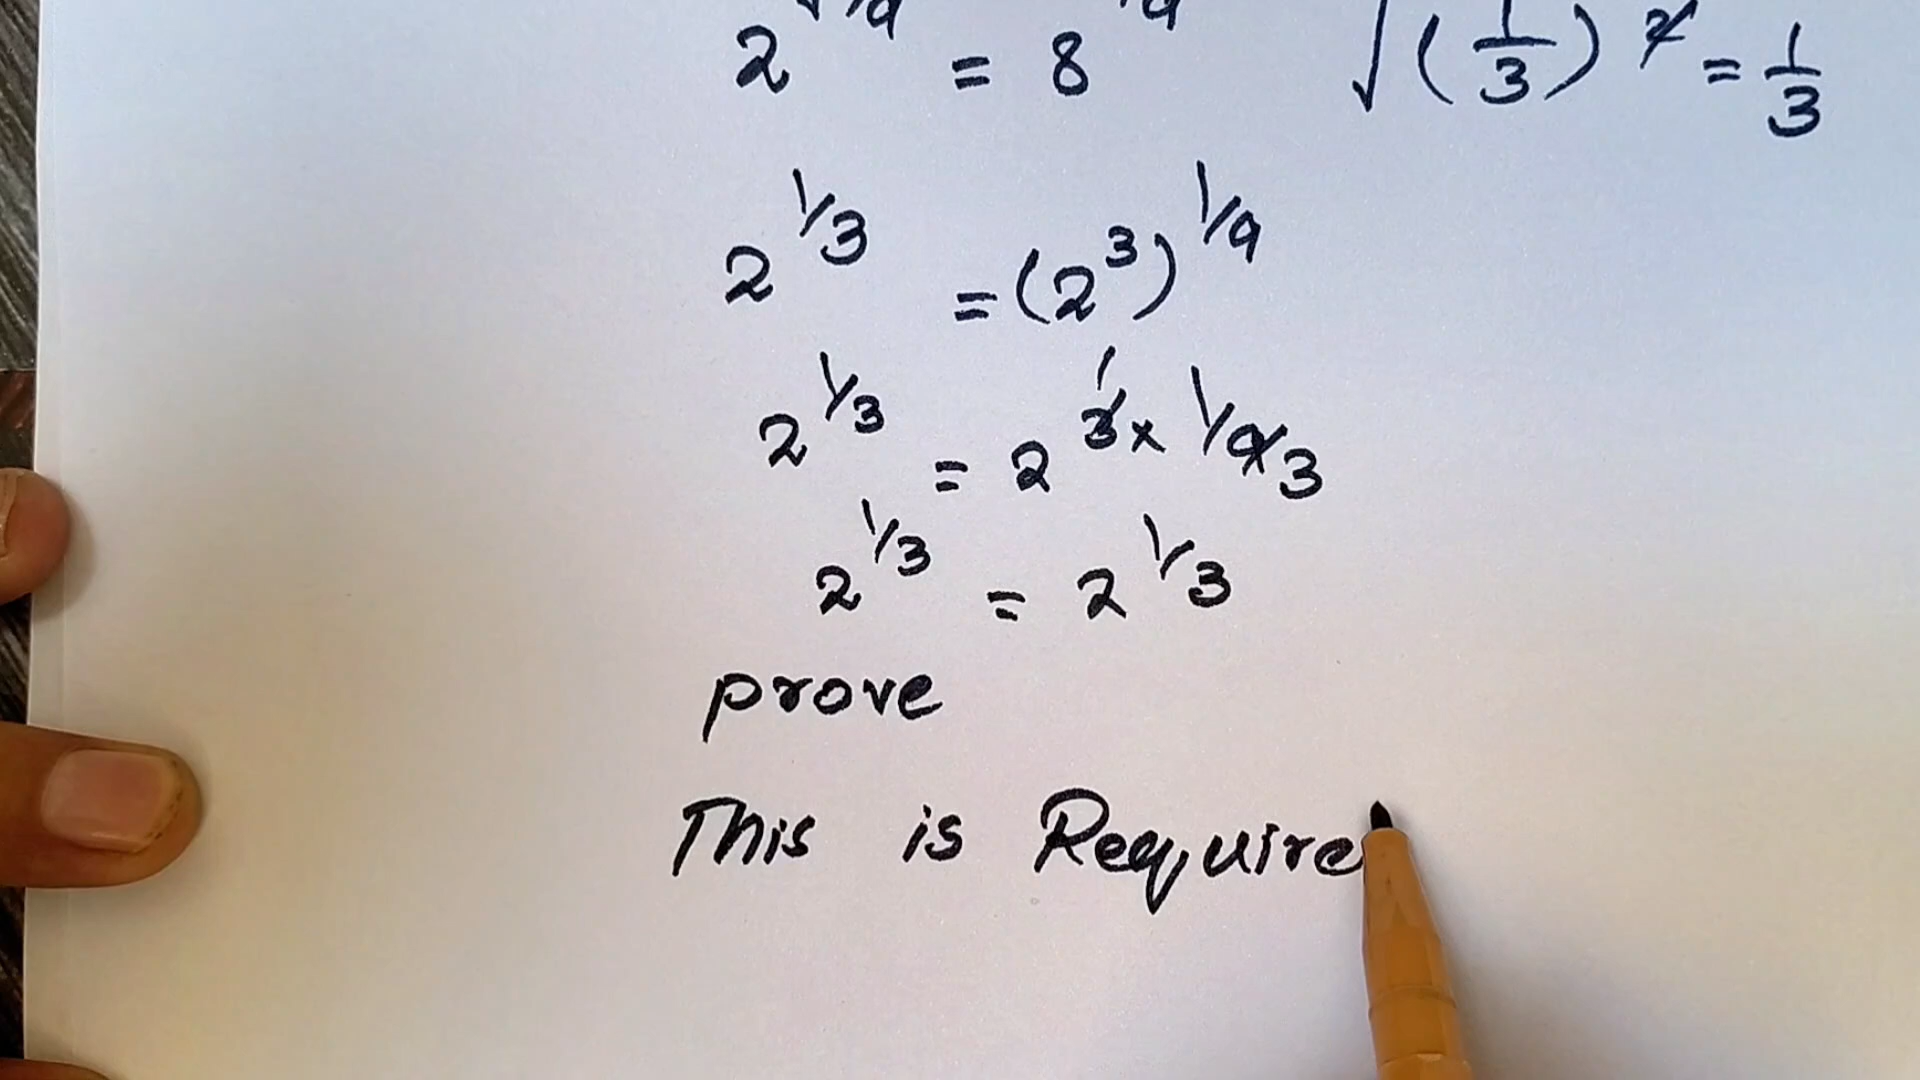 2^√1/9 = 8^1/9 √(1/3)^2 = 1/3
2^1/3 = (2^3)^1/9
2^1/3 = 2^3x1/9 1 3
2^1/3 = 2^1/3
prove
This is Require